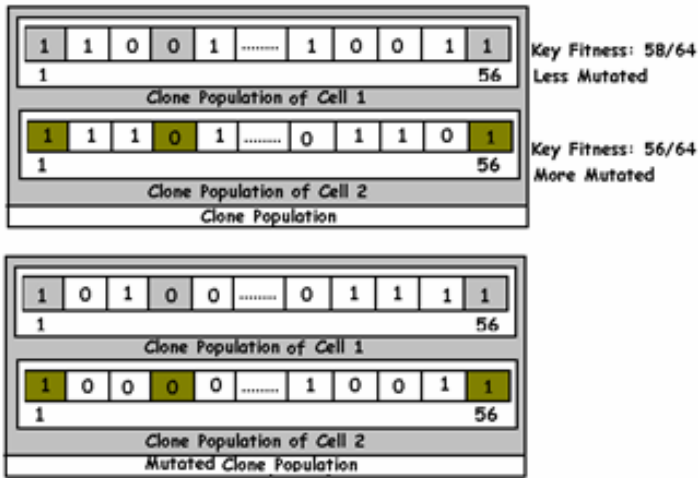 1 1 0 0 1 ......... 1 0 0 1 1
Key Fitness: 58/64
1 56
Less Mutated
Clone Population of Cell 1
1 1 1 0 1 ......... 0 1 1 0 1
Key Fitness: 56/64
1 56
More Mutated
Clone Population of Cell 2
Clone Population
1 0 1 0 0 ......... 0 1 1 1 1
1 56
Clone Population of Cell 1
1 0 0 0 0 ......... 1 0 0 1 1
1 56
Clone Population of Cell 2
Mutated Clone Population